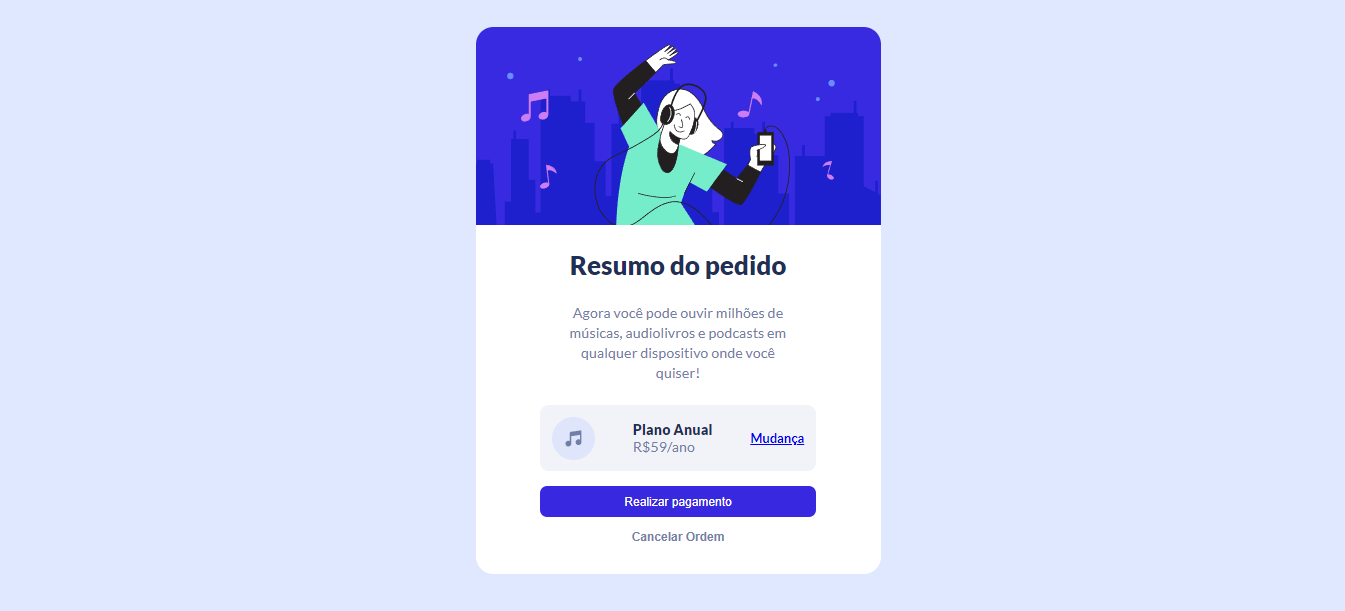 Resumo do pedido
Agora você pode ouvir milhões de
músicas, audiolivros e podcasts em
qualquer dispositivo onde você
quiser!
Plano Anual
R$59/ano
Mudança
Realizar pagamento
Cancelar Ordem